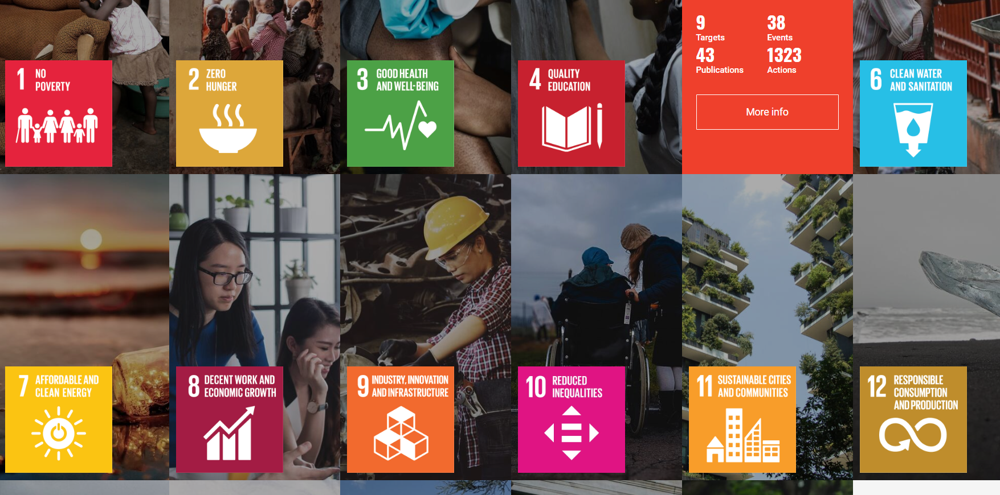 1 NO
POVERTY
2 ZERO
HUNGER
3 GOOD HEALTH
AND WELL-BEING
4 QUALITY
EDUCATION
9
Targets
38
Events
43
Publications
1323
Actions
More info
6 CLEAN WATER
AND SANITATION
7 AFFORDABLE AND
CLEAN ENERGY
8 DECENT WORK AND
ECONOMIC GROWTH
9 INDUSTRY, INNOVATION
AND INFRASTRUCTURE
10 REDUCED
INEQUALITIES
11 SUSTAINABLE CITIES
AND COMMUNITIES
12 RESPONSIBLE
CONSUMPTION
AND PRODUCTION